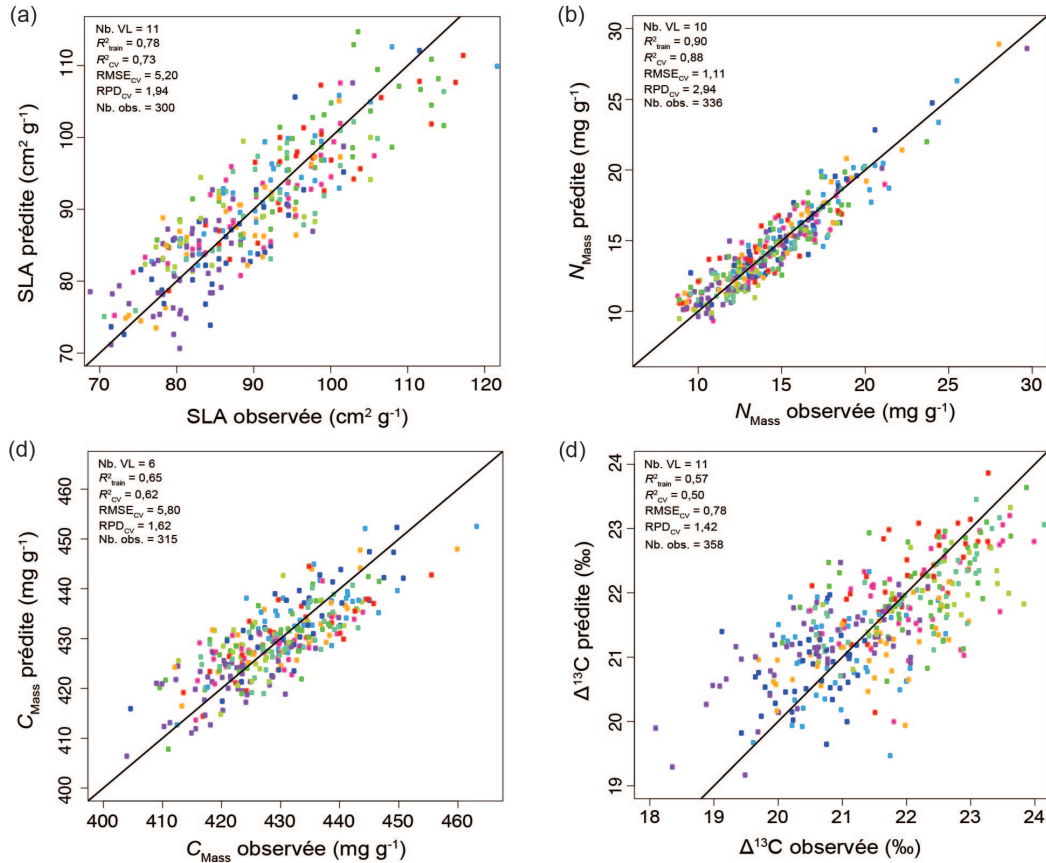 (a)
Nb. VL = 11
R²train = 0,78
R²CV = 0,73
RMSECV = 5,20
RPDCV = 1,94
Nb. obs. = 300
SLA prédite (cm² g⁻¹)
70 80 90 100 110
70 80 90 100 110 120
SLA observée (cm² g⁻¹)
(b)
Nb. VL = 10
R²train = 0,90
R²CV = 0,88
RMSECV = 1,11
RPDCV = 2,94
Nb. obs. = 336
NMass prédite (mg g⁻¹)
10 15 20 25 30
10 15 20 25 30
NMass observée (mg g⁻¹)
(d)
Nb. VL = 6
R²train = 0,65
R²CV = 0,62
RMSECV = 5,80
RPDCV = 1,62
Nb. obs. = 315
CMass prédite (mg g⁻¹)
400 410 420 430 440 450 460
400 410 420 430 440 450 460
CMass observée (mg g⁻¹)
(d)
Nb. VL = 11
R²train = 0,57
R²CV = 0,50
RMSECV = 0,78
RPDCV = 1,42
Nb. obs. = 358
Δ¹³C prédite (‰)
19 20 21 22 23 24
18 19 20 21 22 23 24
Δ¹³C observée (‰)